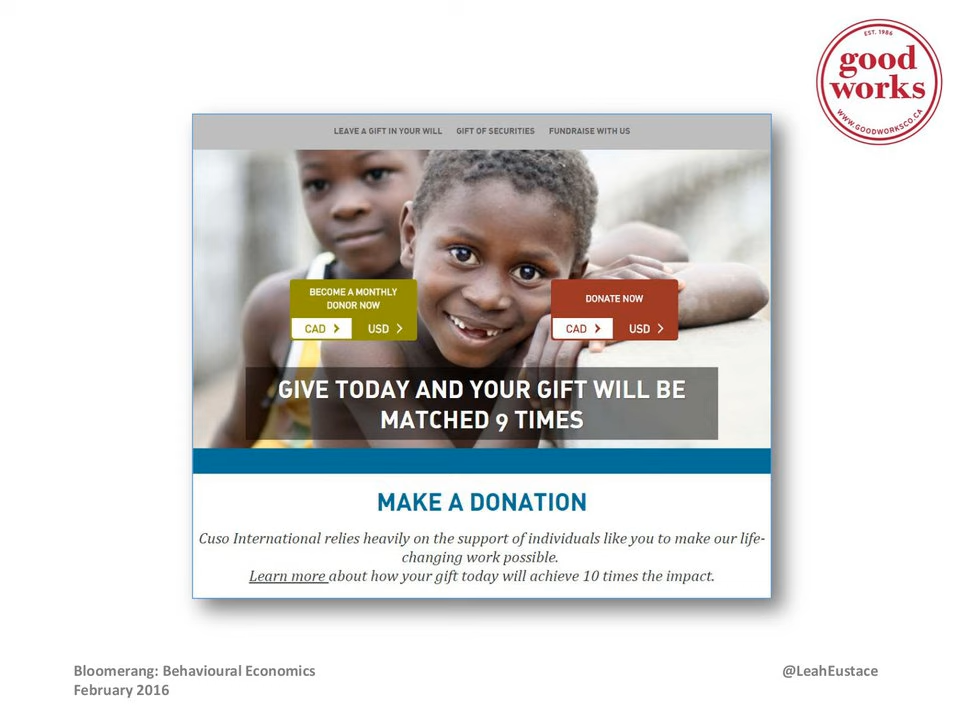 EST. 1986
good
works
WWW.GOODWORKSCO.CA
LEAVE A GIFT IN YOUR WILL GIFT OF SECURITIES FUNDRAISE WITH US
BECOME A MONTHLY
DONOR NOW
CAD USD
DONATE NOW
CAD USD
GIVE TODAY AND YOUR GIFT WILL BE
MATCHED 9 TIMES
MAKE A DONATION
Cuso International relies heavily on the support of individuals like you to make our life-
changing work possible.
Learn more about how your gift today will achieve 10 times the impact.
Bloomerang: Behavioural Economics
February 2016
@LeahEustace